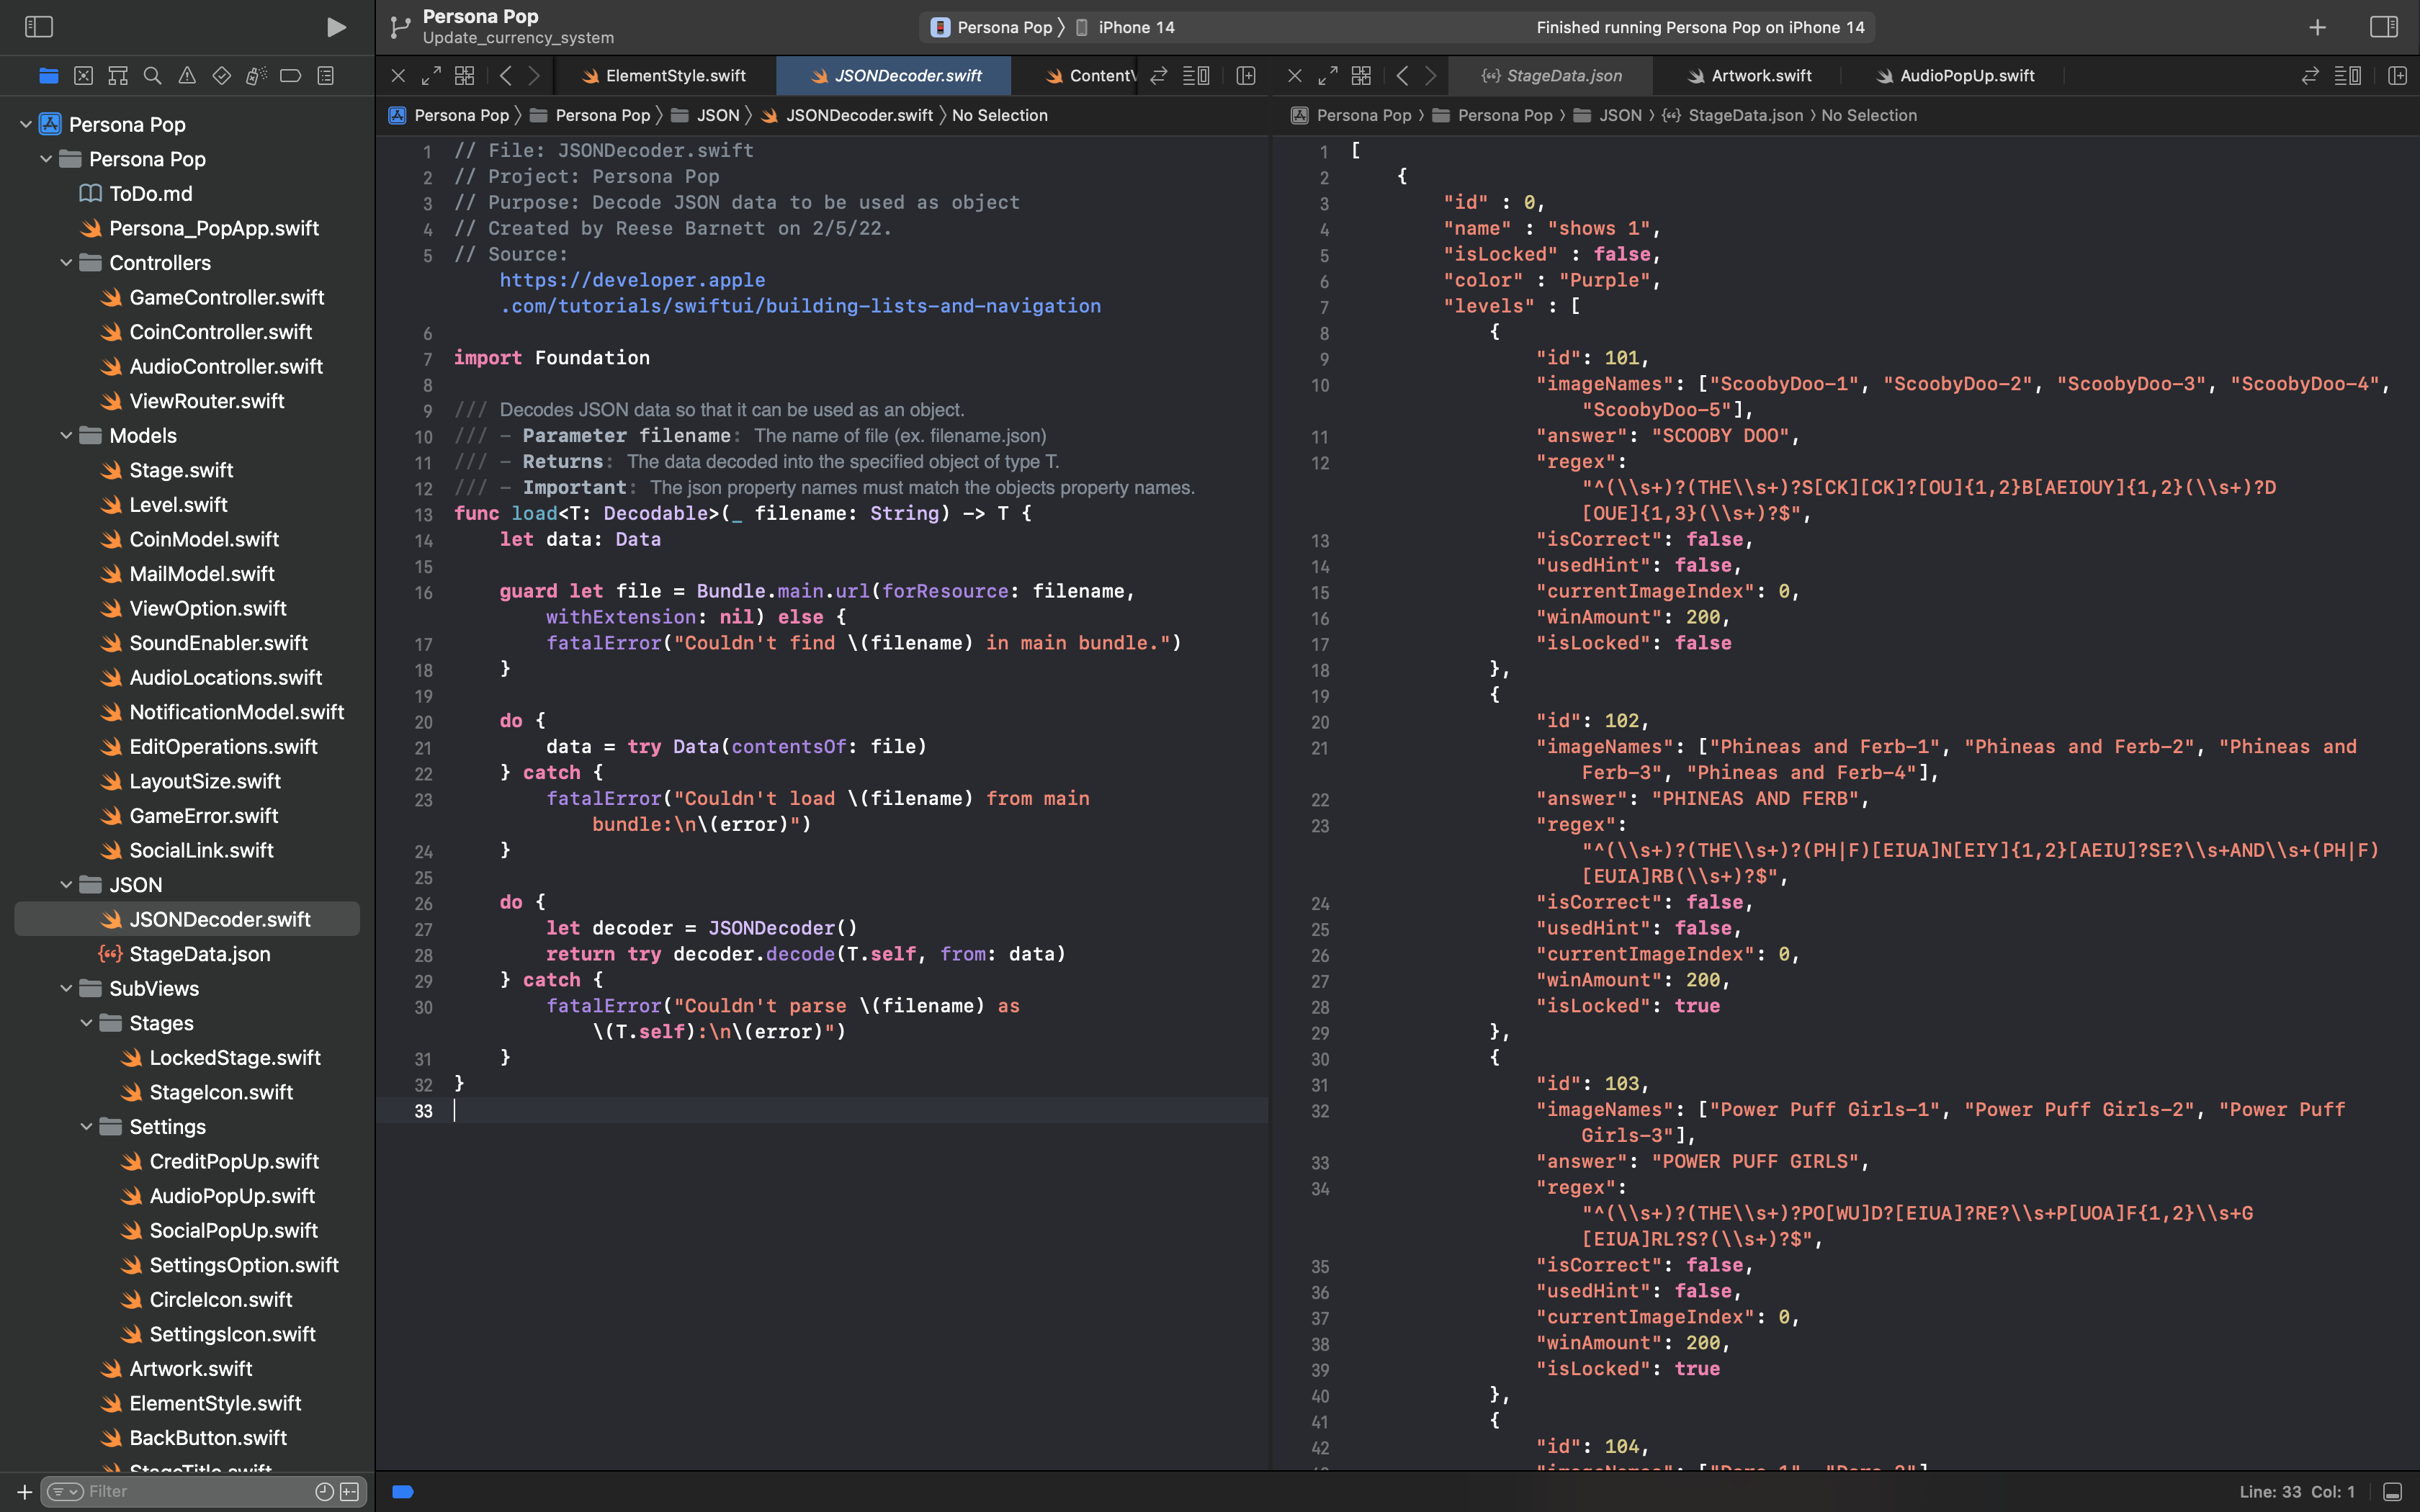 Persona Pop
Update_currency_system
Persona Pop
iPhone 14
Finished running Persona Pop on iPhone 14
Persona Pop
Persona Pop
ToDo.md
Persona_PopApp.swift
Controllers
GameController.swift
CoinController.swift
AudioController.swift
ViewRouter.swift
Models
Stage.swift
Level.swift
CoinModel.swift
MailModel.swift
ViewOption.swift
SoundEnabler.swift
AudioLocations.swift
NotificationModel.swift
EditOperations.swift
LayoutSize.swift
GameError.swift
SocialLink.swift
JSON
JSONDecoder.swift
StageData.json
SubViews
Stages
LockedStage.swift
StageIcon.swift
Settings
CreditPopUp.swift
AudioPopUp.swift
SocialPopUp.swift
SettingsOption.swift
CircleIcon.swift
SettingsIcon.swift
Artwork.swift
ElementStyle.swift
BackButton.swift
StageTitle.swift
Filter
ElementStyle.swift
JSONDecoder.swift
ContentV
Persona Pop 〉 Persona Pop 〉 JSON 〉 JSONDecoder.swift 〉 No Selection
1 // File: JSONDecoder.swift
2 // Project: Persona Pop
3 // Purpose: Decode JSON data to be used as object
4 // Created by Reese Barnett on 2/5/22.
5 // Source:
https://developer.apple
.com/tutorials/swiftui/building-lists-and-navigation
6
7 import Foundation
8
9 /// Decodes JSON data so that it can be used as an object.
10 /// - Parameter filename: The name of file (ex. filename.json)
11 /// - Returns: The data decoded into the specified object of type T.
12 /// - Important: The json property names must match the objects property names.
13 func load<T: Decodable>(_ filename: String) -> T {
14 let data: Data
15
16 guard let file = Bundle.main.url(forResource: filename,
withExtension: nil) else {
17 fatalError("Couldn't find \(filename) in main bundle.")
18 }
19
20 do {
21 data = try Data(contentsOf: file)
22 } catch {
23 fatalError("Couldn't load \(filename) from main
bundle:\n\(error)")
24 }
25
26 do {
27 let decoder = JSONDecoder()
28 return try decoder.decode(T.self, from: data)
29 } catch {
30 fatalError("Couldn't parse \(filename) as
\(T.self):\n\(error)")
31 }
32 }
33
StageData.json
Artwork.swift
AudioPopUp.swift
Persona Pop 〉 Persona Pop 〉 JSON 〉 StageData.json 〉 No Selection
1 [
2 {
3 "id" : 0,
4 "name" : "shows 1",
5 "isLocked" : false,
6 "color" : "Purple",
7 "levels" : [
8 {
9 "id": 101,
10 "imageNames": ["ScoobyDoo-1", "ScoobyDoo-2", "ScoobyDoo-3", "ScoobyDoo-4",
"ScoobyDoo-5"],
11 "answer": "SCOOBY DOO",
12 "regex":
"^(\\s+)?(THE\\s+)?S[CK][CK]?[OU]{1,2}B[AEIOUY]{1,2}(\\s+)?D
[OUE]{1,3}(\\s+)?$",
13 "isCorrect": false,
14 "usedHint": false,
15 "currentImageIndex": 0,
16 "winAmount": 200,
17 "isLocked": false
18 },
19 {
20 "id": 102,
21 "imageNames": ["Phineas and Ferb-1", "Phineas and Ferb-2", "Phineas and
Ferb-3", "Phineas and Ferb-4"],
22 "answer": "PHINEAS AND FERB",
23 "regex":
"^(\\s+)?(THE\\s+)?(PH|F)[EIUA]N[EIY]{1,2}[AEIU]?SE?\\s+AND\\s+(PH|F)
[EUIA]RB(\\s+)?$",
24 "isCorrect": false,
25 "usedHint": false,
26 "currentImageIndex": 0,
27 "winAmount": 200,
28 "isLocked": true
29 },
30 {
31 "id": 103,
32 "imageNames": ["Power Puff Girls-1", "Power Puff Girls-2", "Power Puff
Girls-3"],
33 "answer": "POWER PUFF GIRLS",
34 "regex":
"^(\\s+)?(THE\\s+)?PO[WU]D?[EIUA]?RE?\\s+P[UOA]F{1,2}\\s+G
[EIUA]RL?S?(\\s+)?$",
35 "isCorrect": false,
36 "usedHint": false,
37 "currentImageIndex": 0,
38 "winAmount": 200,
39 "isLocked": true
40 },
41 {
42 "id": 104,
Line: 33 Col: 1